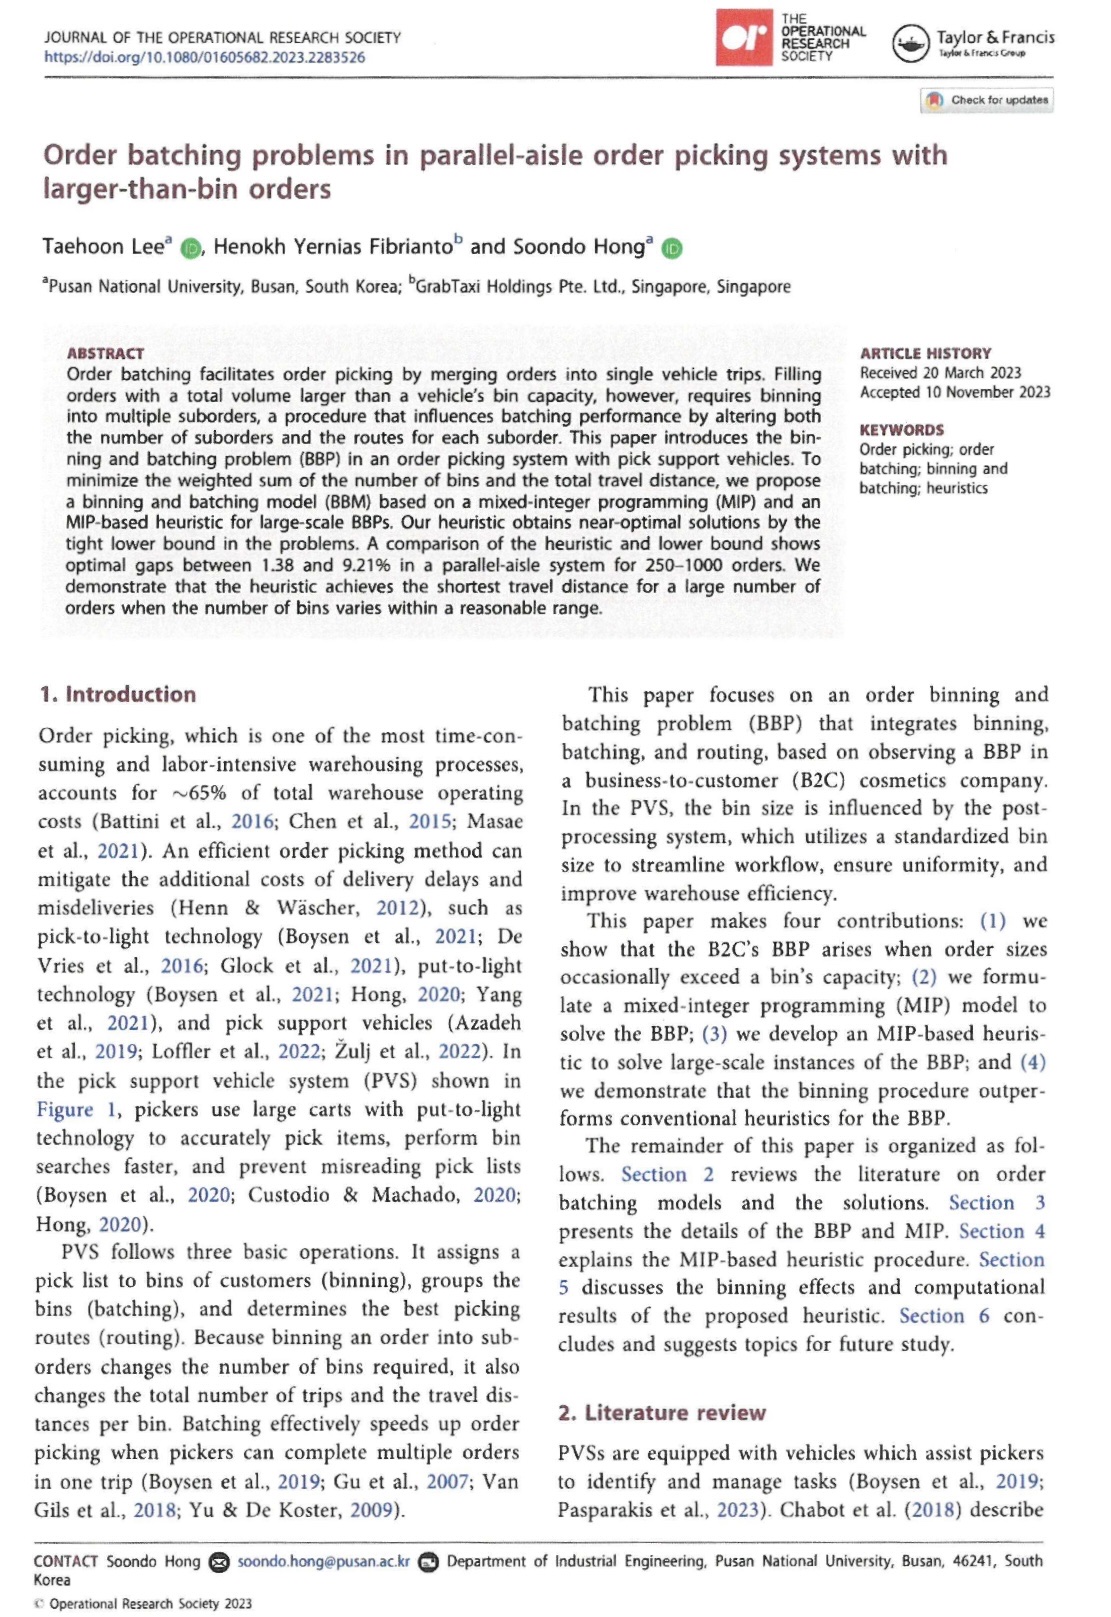 JOURNAL OF THE OPERATIONAL RESEARCH SOCIETY
https://doi.org/10.1080/01605682.2023.2283526
or
THE
OPERATIONAL
RESEARCH
SOCIETY
Taylor & Francis
Taylor & Francis Group
Check for updates
Order batching problems in parallel-aisle order picking systems with
larger-than-bin orders
Taehoon Leea iD, Henokh Yernias Fibriantob and Soondo Honga iD
aPusan National University, Busan, South Korea; bGrabTaxi Holdings Pte. Ltd., Singapore, Singapore
ABSTRACT
Order batching facilitates order picking by merging orders into single vehicle trips. Filling
orders with a total volume larger than a vehicle's bin capacity, however, requires binning
into multiple suborders, a procedure that influences batching performance by altering both
the number of suborders and the routes for each suborder. This paper introduces the bin-
ning and batching problem (BBP) in an order picking system with pick support vehicles. To
minimize the weighted sum of the number of bins and the total travel distance, we propose
a binning and batching model (BBM) based on a mixed-integer programming (MIP) and an
MIP-based heuristic for large-scale BBPs. Our heuristic obtains near-optimal solutions by the
tight lower bound in the problems. A comparison of the heuristic and lower bound shows
optimal gaps between 1.38 and 9.21% in a parallel-aisle system for 250–1000 orders. We
demonstrate that the heuristic achieves the shortest travel distance for a large number of
orders when the number of bins varies within a reasonable range.
ARTICLE HISTORY
Received 20 March 2023
Accepted 10 November 2023
KEYWORDS
Order picking; order
batching; binning and
batching; heuristics
1. Introduction
Order picking, which is one of the most time-con-
suming and labor-intensive warehousing processes,
accounts for ~65% of total warehouse operating
costs (Battini et al., 2016; Chen et al., 2015; Masae
et al., 2021). An efficient order picking method can
mitigate the additional costs of delivery delays and
misdeliveries (Henn & Wäscher, 2012), such as
pick-to-light technology (Boysen et al., 2021; De
Vries et al., 2016; Glock et al., 2021), put-to-light
technology (Boysen et al., 2021; Hong, 2020; Yang
et al., 2021), and pick support vehicles (Azadeh
et al., 2019; Loffler et al., 2022; Žulj et al., 2022). In
the pick support vehicle system (PVS) shown in
Figure 1, pickers use large carts with put-to-light
technology to accurately pick items, perform bin
searches faster, and prevent misreading pick lists
(Boysen et al., 2020; Custodio & Machado, 2020;
Hong, 2020).
PVS follows three basic operations. It assigns a
pick list to bins of customers (binning), groups the
bins (batching), and determines the best picking
routes (routing). Because binning an order into sub-
orders changes the number of bins required, it also
changes the total number of trips and the travel dis-
tances per bin. Batching effectively speeds up order
picking when pickers can complete multiple orders
in one trip (Boysen et al., 2019; Gu et al., 2007; Van
Gils et al., 2018; Yu & De Koster, 2009).
This paper focuses on an order binning and
batching problem (BBP) that integrates binning,
batching, and routing, based on observing a BBP in
a business-to-customer (B2C) cosmetics company.
In the PVS, the bin size is influenced by the post-
processing system, which utilizes a standardized bin
size to streamline workflow, ensure uniformity, and
improve warehouse efficiency.
This paper makes four contributions: (1) we
show that the B2C's BBP arises when order sizes
occasionally exceed a bin's capacity; (2) we formu-
late a mixed-integer programming (MIP) model to
solve the BBP; (3) we develop an MIP-based heuris-
tic to solve large-scale instances of the BBP; and (4)
we demonstrate that the binning procedure outper-
forms conventional heuristics for the BBP.
The remainder of this paper is organized as fol-
lows. Section 2 reviews the literature on order
batching models and the solutions. Section 3
presents the details of the BBP and MIP. Section 4
explains the MIP-based heuristic procedure. Section
5 discusses the binning effects and computational
results of the proposed heuristic. Section 6 con-
cludes and suggests topics for future study.
2. Literature review
PVSs are equipped with vehicles which assist pickers
to identify and manage tasks (Boysen et al., 2019;
Pasparakis et al., 2023). Chabot et al. (2018) describe
CONTACT Soondo Hong soondo.hong@pusan.ac.kr Department of Industrial Engineering, Pusan National University, Busan, 46241, South
Korea
© Operational Research Society 2023